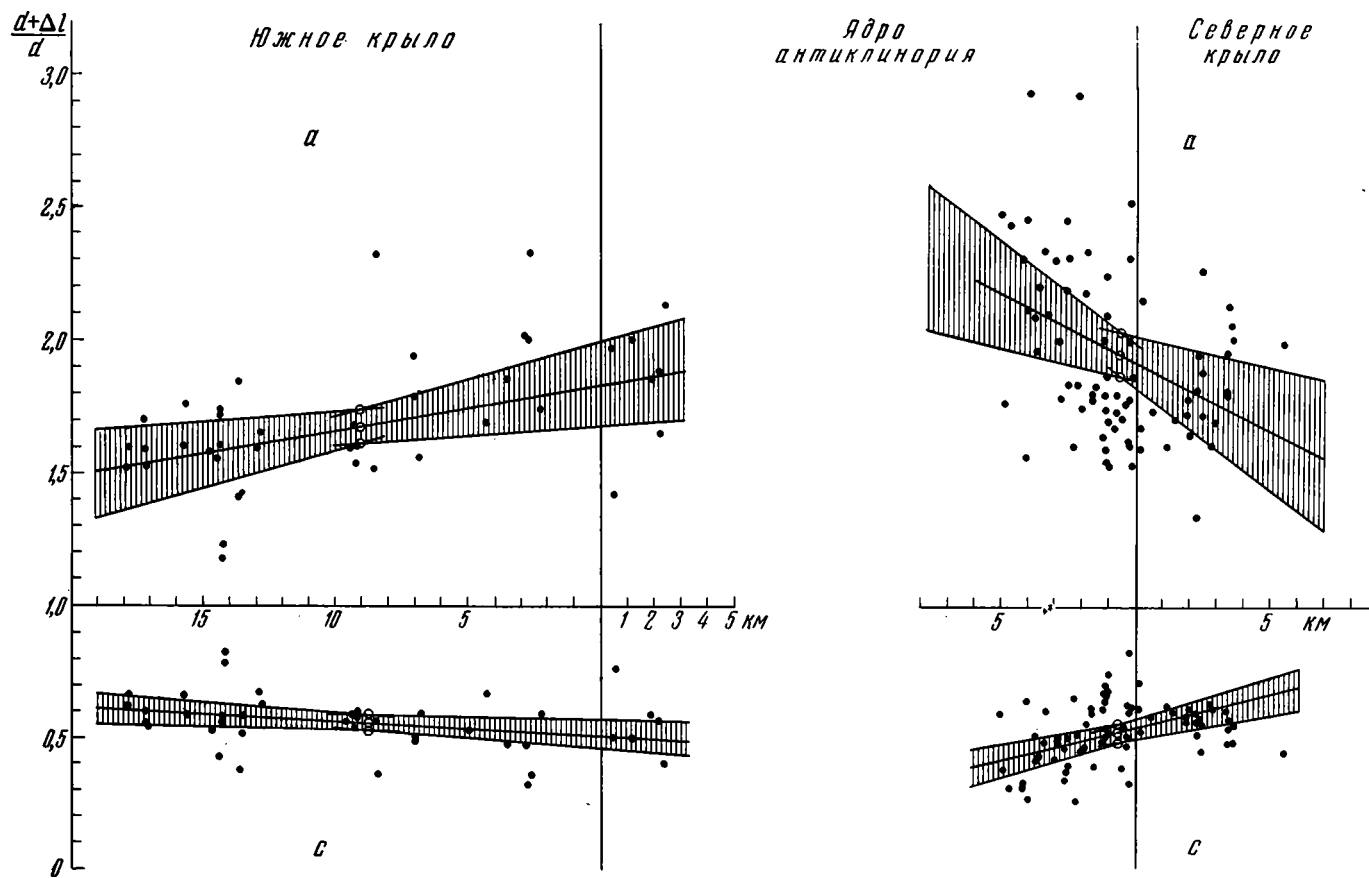 d+Δl
d
Южное крыло
Ядро
антиклинория
Северное
крыло
3,0
a
a
2,5
2,0
1,5
1,0
15 10 5 1 2 3 4 5 км
5 5 км
0,5
c
c
0